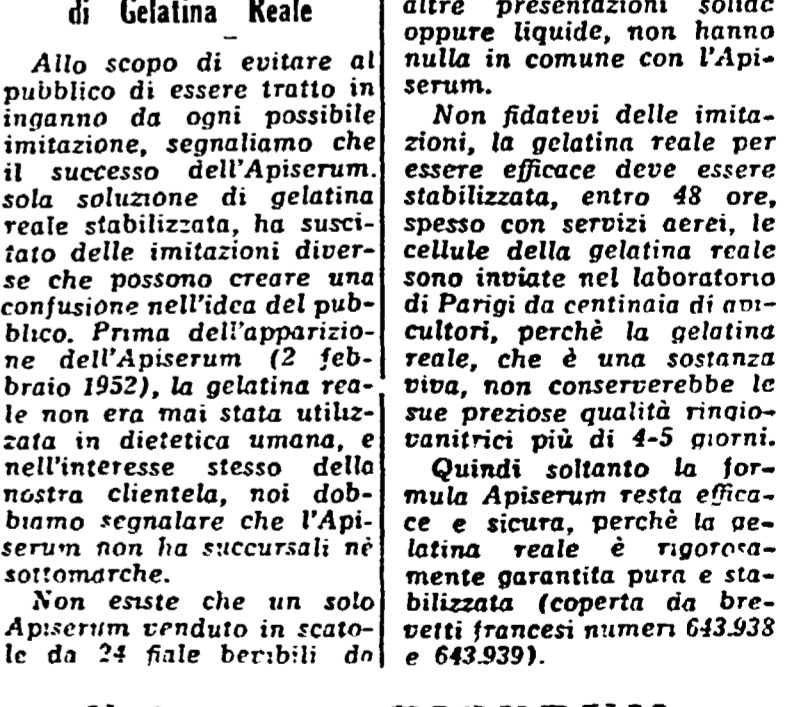 di Gelatina Reale
Allo scopo di evitare al
pubblico di essere tratto in
inganno da ogni possibile
imitazione, segnaliamo che
il successo dell'Apiserum.
sola soluzione di gelatina
reale stabilizzata, ha susci-
tato delle imitazioni diver-
se che possono creare una
confusione nell'idea del pub-
blico. Prima dell'apparizio-
ne dell'Apiserum (2 feb-
braio 1952), la gelatina rea-
le non era mai stata utiliz-
zata in dietetica umana, e
nell'interesse stesso della
nostra clientela, noi dob-
biamo segnalare che l'Api-
serum non ha succursali nè
sottomarche.
Non esiste che un solo
Apiserum venduto in scato-
le da 24 fiale beribili da
altre presentazioni solide
oppure liquide, non hanno
nulla in comune con l'Api-
serum.
Non fidatevi delle imita-
zioni, la gelatina reale per
essere efficace deve essere
stabilizzata, entro 48 ore,
spesso con servizi aerei, le
cellule della gelatina reale
sono inviate nel laboratorio
di Parigi da centinaia di api-
cultori, perchè la gelatina
reale, che è una sostanza
viva, non conserverebbe le
sue preziose qualità ringio-
vanitrici più di 4-5 giorni.
Quindi soltanto la for-
mula Apiserum resta effica-
ce e sicura, perchè la ge-
latina reale è rigorosa-
mente garantita pura e sta-
bilizzata (coperta da bre-
vetti francesi numeri 643.938
e 643.939).